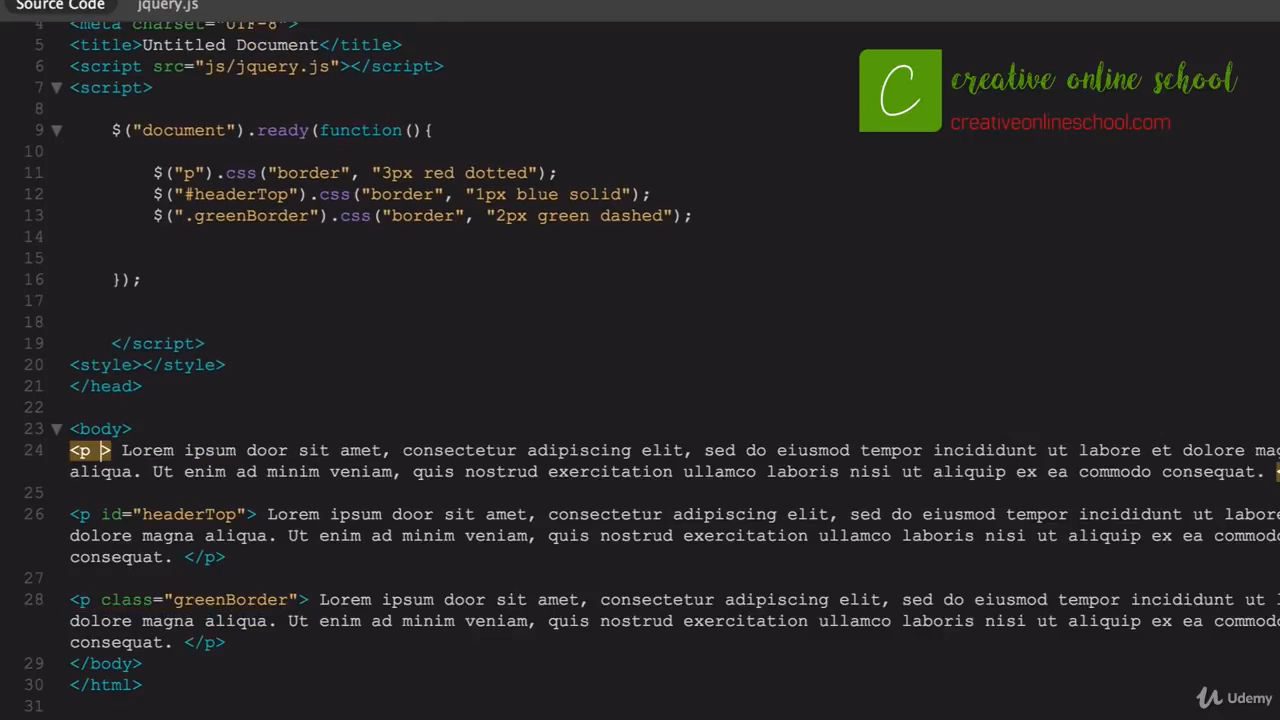 Source Code jquery.js
4 <meta charset="UTF-8">
5 <title>Untitled Document</title>
6 <script src="js/jquery.js"></script>
7 <script>
8
9 $("document").ready(function(){
10
11 $("p").css("border", "3px red dotted");
12 $("#headerTop").css("border", "1px blue solid");
13 $(".greenBorder").css("border", "2px green dashed");
14
15
16 });
17
18
19 </script>
20 <style></style>
21 </head>
22
23 <body>
24 <p > Lorem ipsum door sit amet, consectetur adipiscing elit, sed do eiusmod tempor incididunt ut labore et dolore mag
aliqua. Ut enim ad minim veniam, quis nostrud exercitation ullamco laboris nisi ut aliquip ex ea commodo consequat. <
25
26 <p id="headerTop"> Lorem ipsum door sit amet, consectetur adipiscing elit, sed do eiusmod tempor incididunt ut labore
dolore magna aliqua. Ut enim ad minim veniam, quis nostrud exercitation ullamco laboris nisi ut aliquip ex ea commodo
consequat. </p>
27
28 <p class="greenBorder"> Lorem ipsum door sit amet, consectetur adipiscing elit, sed do eiusmod tempor incididunt ut l
dolore magna aliqua. Ut enim ad minim veniam, quis nostrud exercitation ullamco laboris nisi ut aliquip ex ea commodo
consequat. </p>
29 </body>
30 </html>
31
C creative online school
creativeonlineschool.com
Udemy